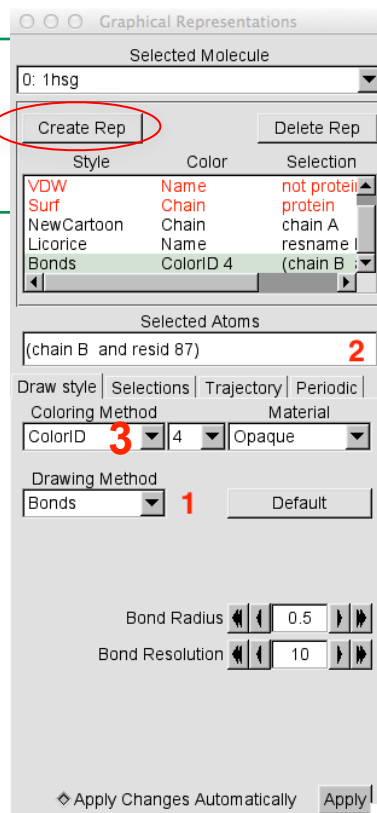 Graphical Representations
Selected Molecule
0: 1hsg
Create Rep Delete Rep
Style Color Selection
VDW Name not protein
Surf Chain protein
NewCartoon Chain chain A
Licorice Name resname
Bonds ColorID 4 (chain B
Selected Atoms
(chain B and resid 87) 2
Draw style Selections Trajectory Periodic
Coloring Method Material
ColorID 3 4 Opaque
Drawing Method
Bonds 1 Default
Bond Radius 0.5
Bond Resolution 10
Apply Changes Automatically Apply